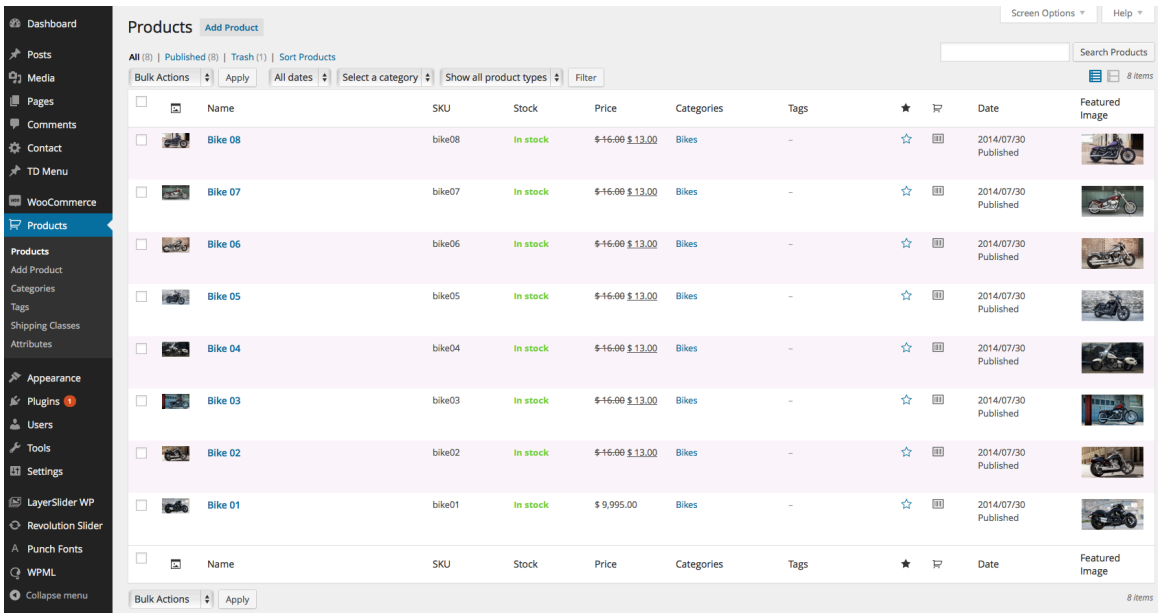 Dashboard
Posts
Media
Pages
Comments
Contact
TD Menu
WooCommerce
Products
Products
Add Product
Categories
Tags
Shipping Classes
Attributes
Appearance
Plugins 1
Users
Tools
Settings
LayerSlider WP
Revolution Slider
Punch Fonts
WPML
Collapse menu
Screen Options Help
Products Add Product
All (8) | Published (8) | Trash (1) | Sort Products
Search Products
Bulk Actions Apply All dates Select a category Show all product types Filter 8 items
Name SKU Stock Price Categories Tags Date Featured Image
Bike 08 bike08 In stock $ 16.00 $ 13.00 Bikes – 2014/07/30
Published
Bike 07 bike07 In stock $ 16.00 $ 13.00 Bikes – 2014/07/30
Published
Bike 06 bike06 In stock $ 16.00 $ 13.00 Bikes – 2014/07/30
Published
Bike 05 bike05 In stock $ 16.00 $ 13.00 Bikes – 2014/07/30
Published
Bike 04 bike04 In stock $ 16.00 $ 13.00 Bikes – 2014/07/30
Published
Bike 03 bike03 In stock $ 16.00 $ 13.00 Bikes – 2014/07/30
Published
Bike 02 bike02 In stock $ 16.00 $ 13.00 Bikes – 2014/07/30
Published
Bike 01 bike01 In stock $ 9,995.00 Bikes – 2014/07/30
Published
Name SKU Stock Price Categories Tags Date Featured Image
Bulk Actions Apply 8 items